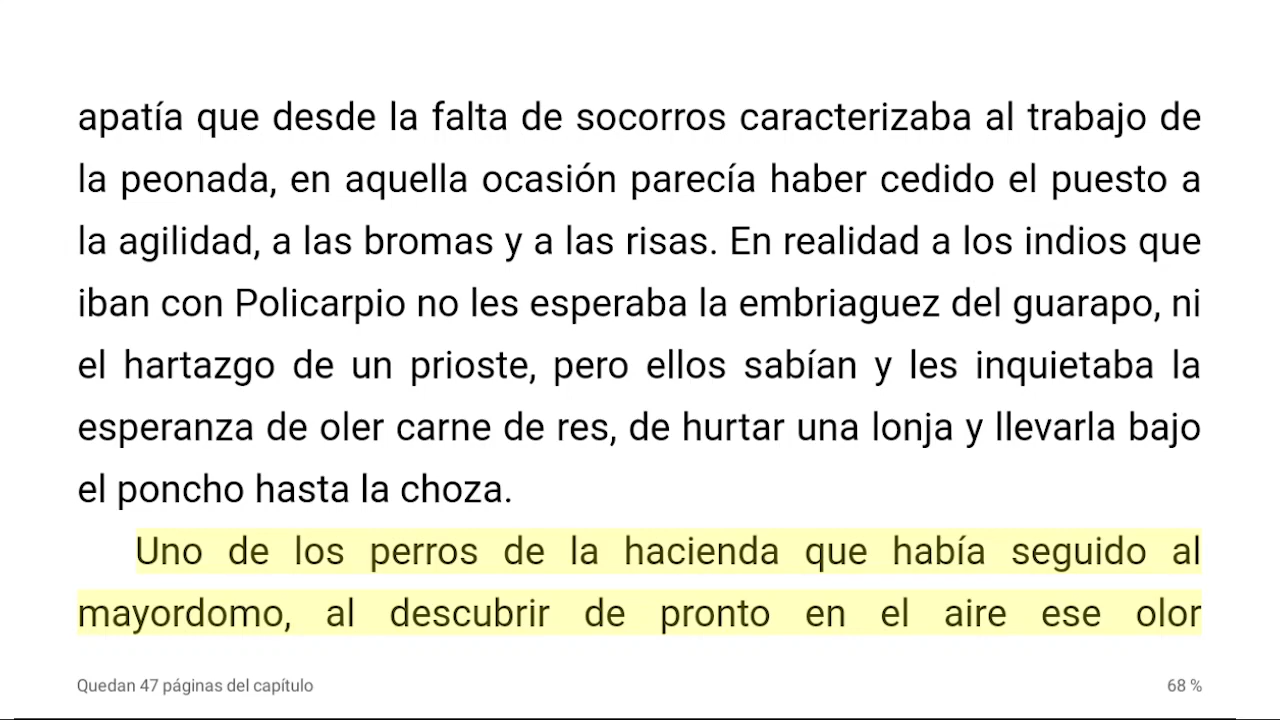 apatía que desde la falta de socorros caracterizaba al trabajo de
la peonada, en aquella ocasión parecía haber cedido el puesto a
la agilidad, a las bromas y a las risas. En realidad a los indios que
iban con Policarpio no les esperaba la embriaguez del guarapo, ni
el hartazgo de un prioste, pero ellos sabían y les inquietaba la
esperanza de oler carne de res, de hurtar una lonja y llevarla bajo
el poncho hasta la choza.
Uno de los perros de la hacienda que había seguido al
mayordomo, al descubrir de pronto en el aire ese olor
Quedan 47 páginas del capítulo
68 %